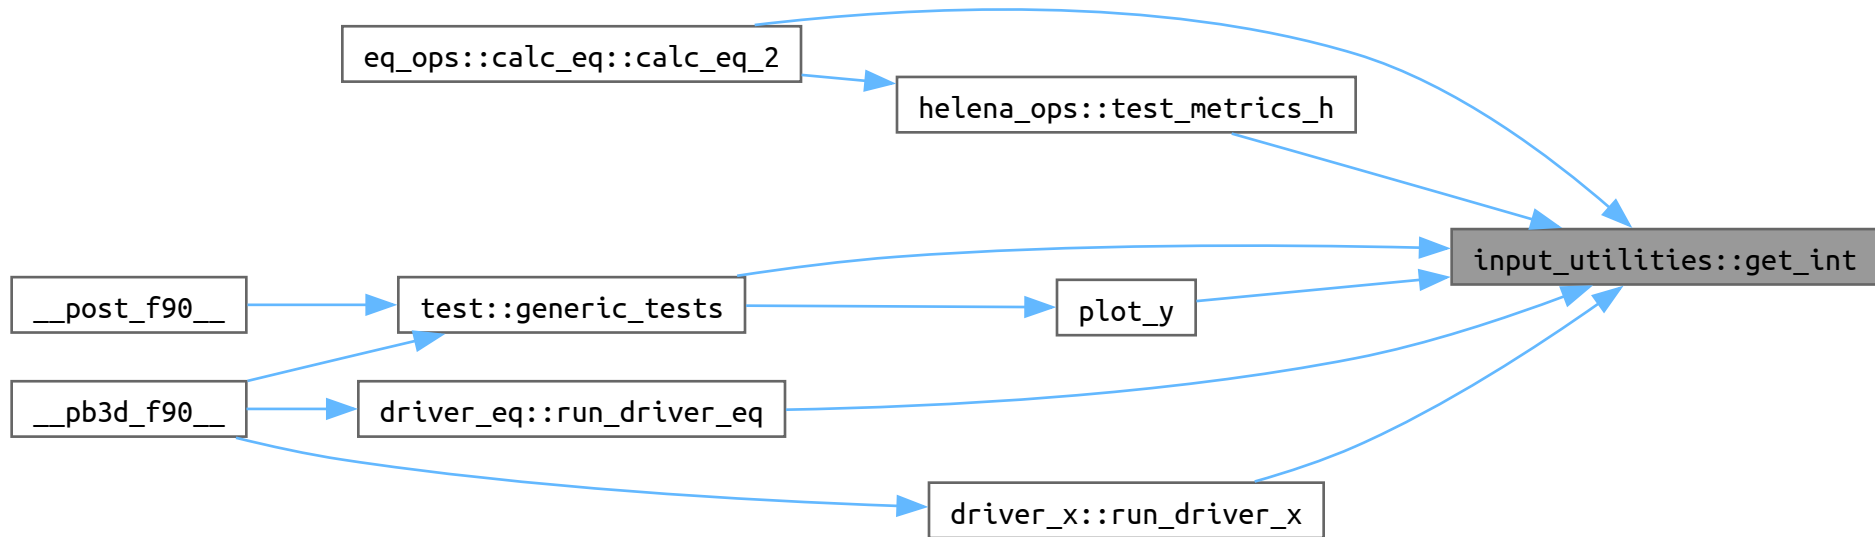 eq_ops::calc_eq::calc_eq_2
helena_ops::test_metrics_h
input_utilities::get_int
__post_f90__
test::generic_tests
plot_y
__pb3d_f90__
driver_eq::run_driver_eq
driver_x::run_driver_x